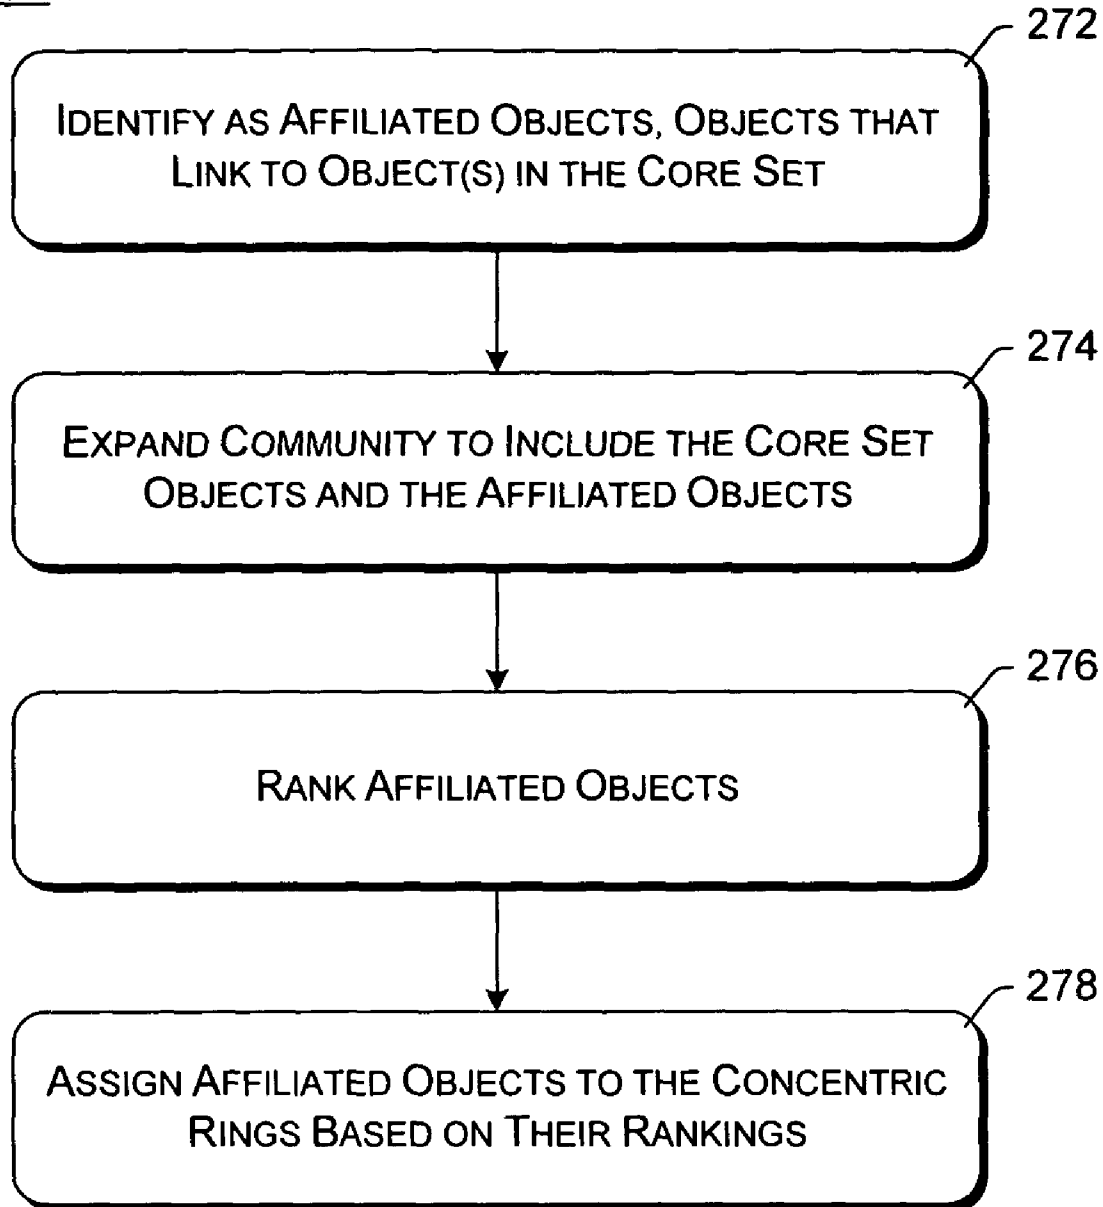 272
IDENTIFY AS AFFILIATED OBJECTS, OBJECTS THAT
LINK TO OBJECT(S) IN THE CORE SET
274
EXPAND COMMUNITY TO INCLUDE THE CORE SET
OBJECTS AND THE AFFILIATED OBJECTS
276
RANK AFFILIATED OBJECTS
278
ASSIGN AFFILIATED OBJECTS TO THE CONCENTRIC
RINGS BASED ON THEIR RANKINGS